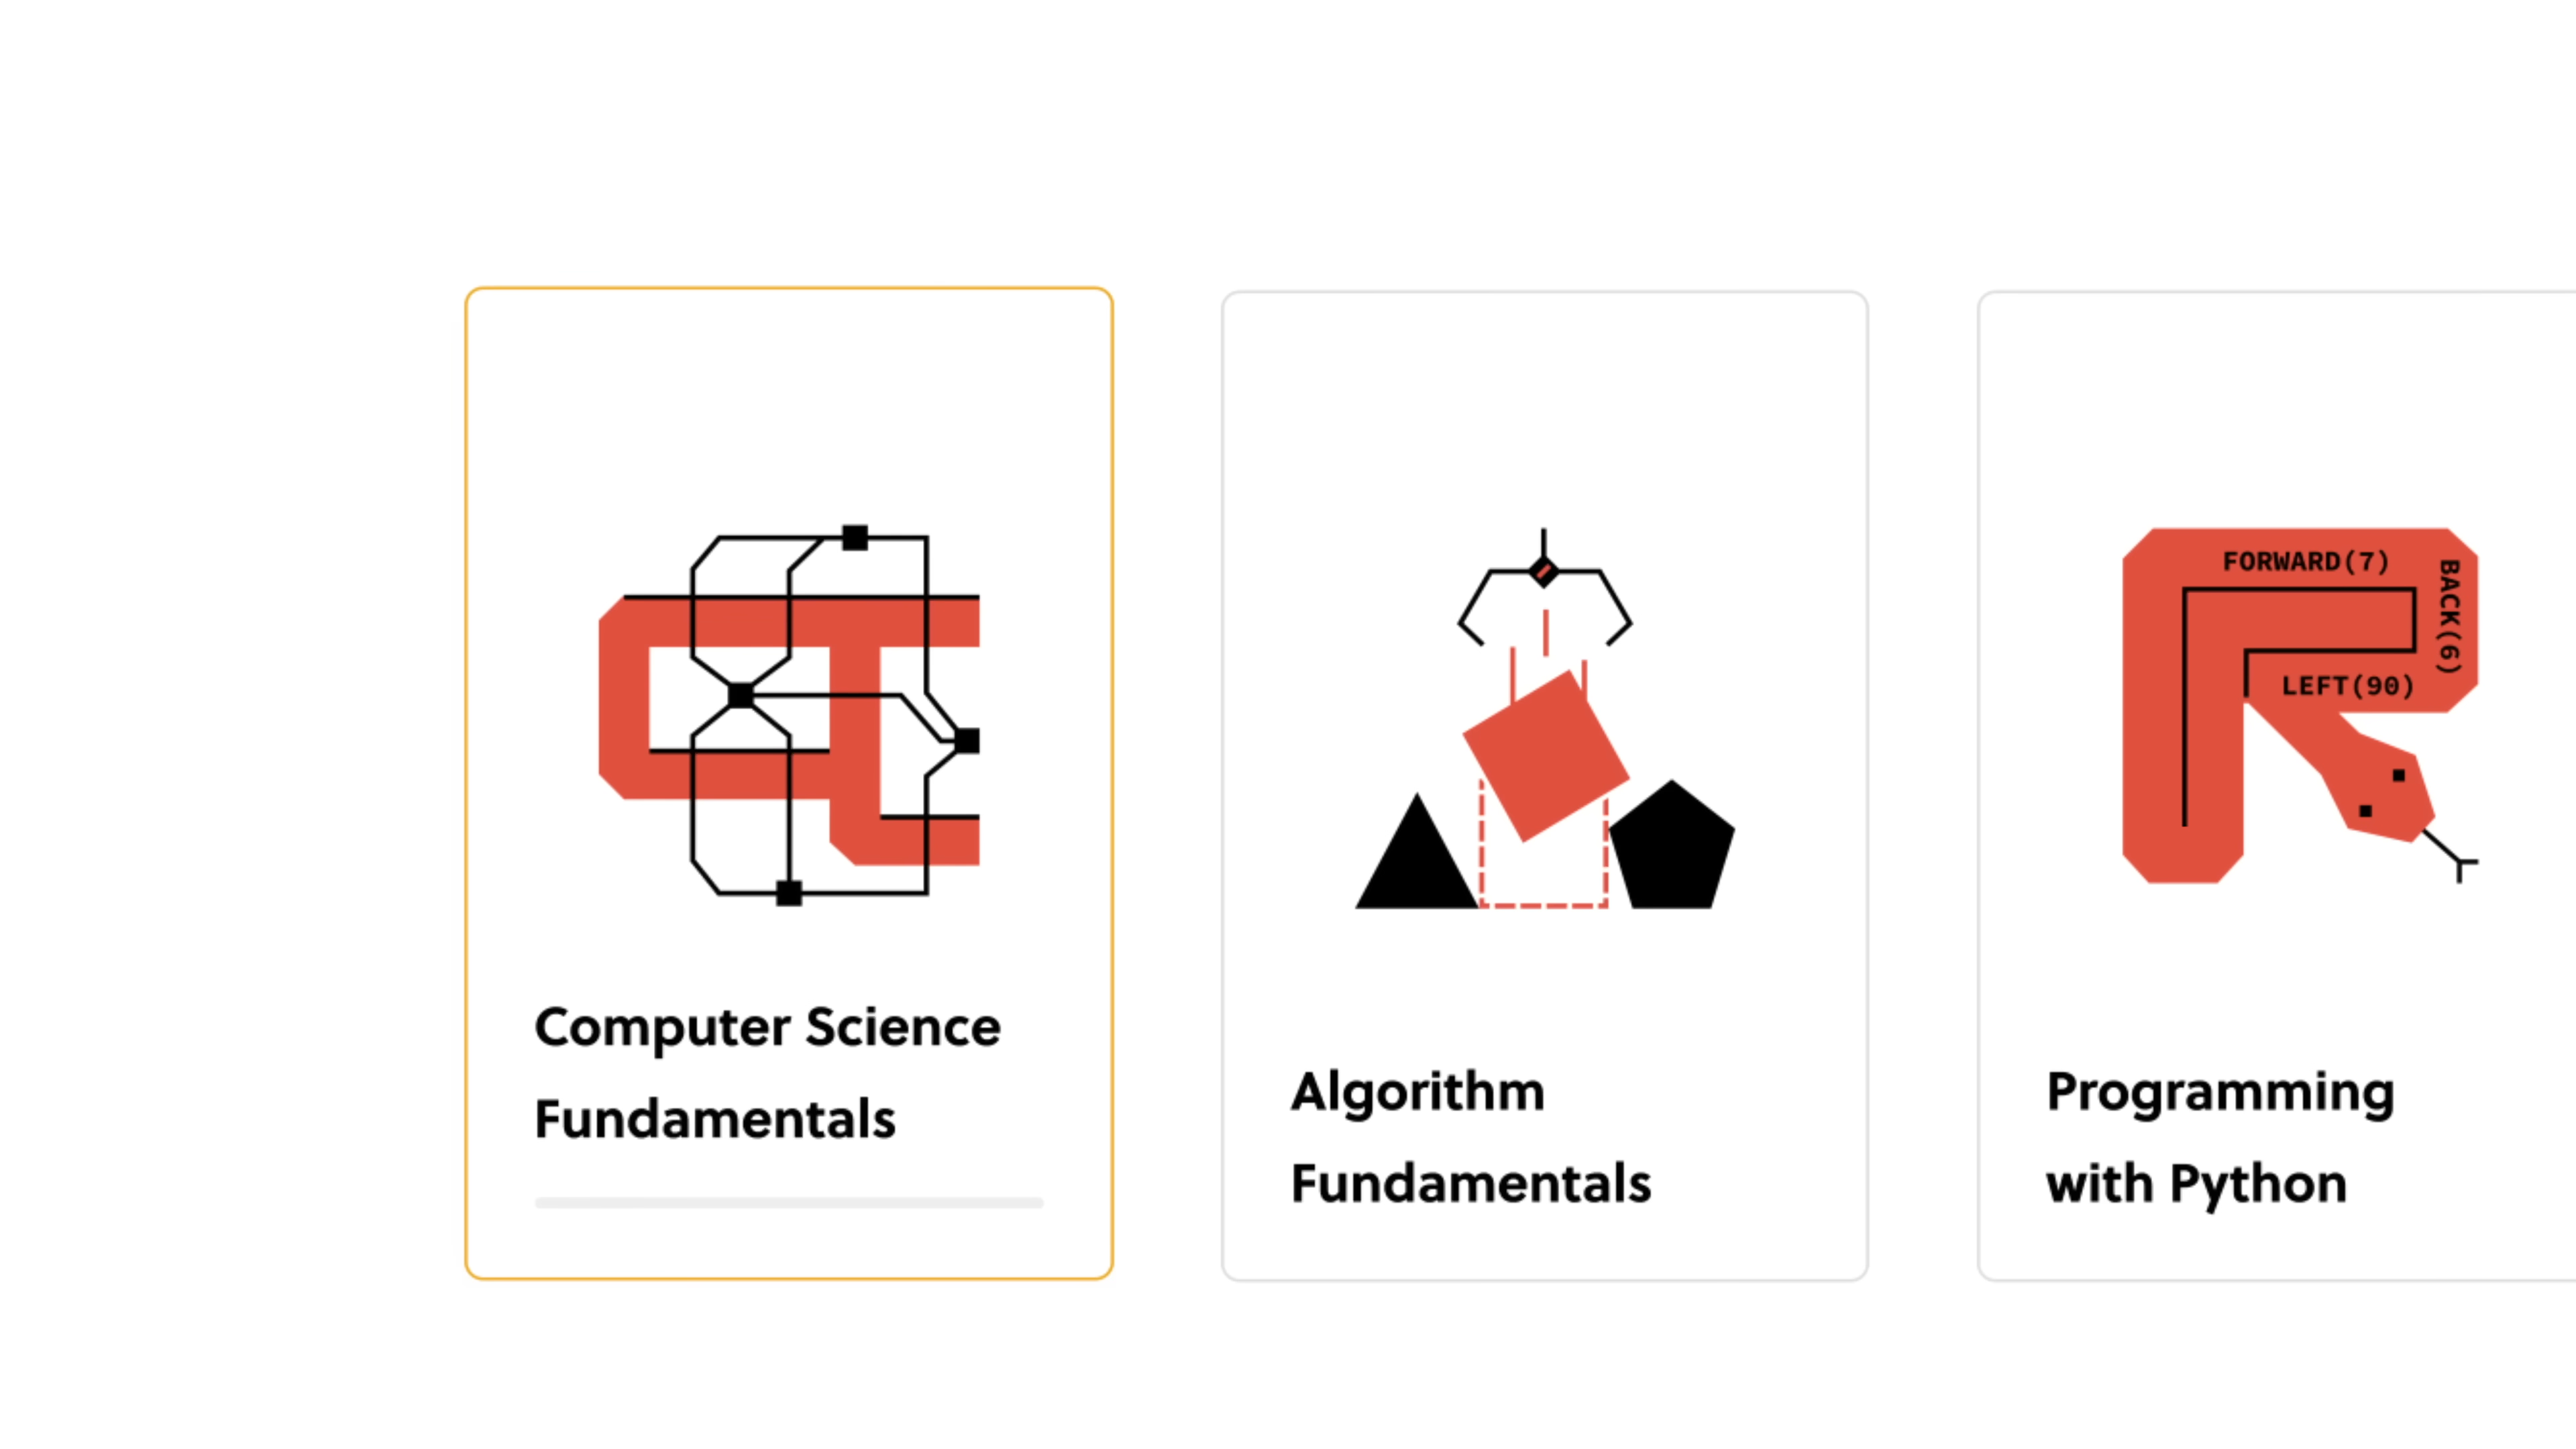 Computer Science
Fundamentals
Algorithm
Fundamentals
FORWARD(7)
BACK(6)
LEFT(90)
Programming
with Python